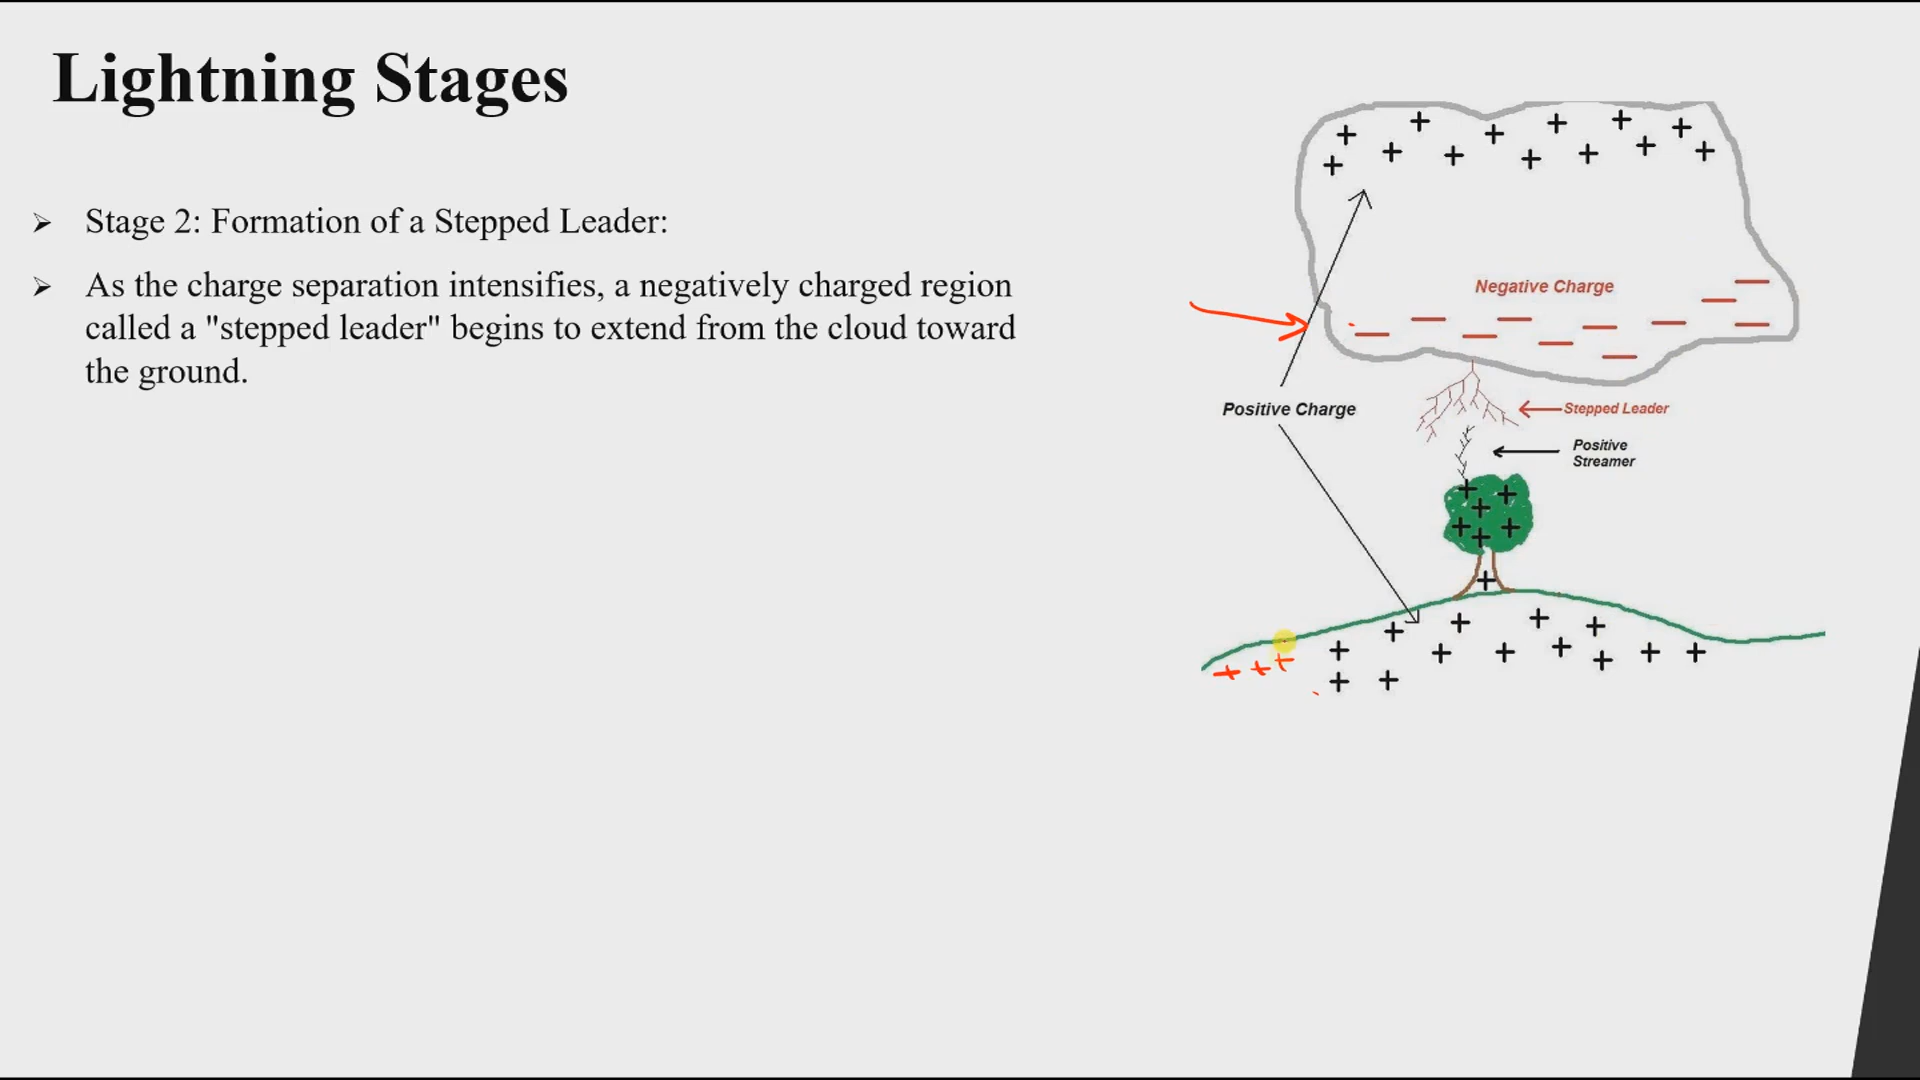 Lightning Stages
➢ Stage 2: Formation of a Stepped Leader:
➢ As the charge separation intensifies, a negatively charged region
called a "stepped leader" begins to extend from the cloud toward
the ground.
Negative Charge
Positive Charge
Stepped Leader
Positive
Streamer